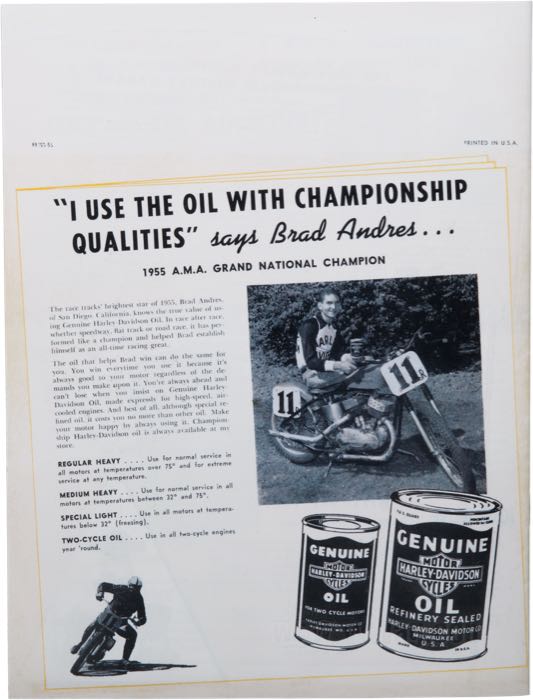 PRINTED IN U.S.A.
"I USE THE OIL WITH CHAMPIONSHIP
QUALITIES" says Brad Andres...
1955 A.M.A. GRAND NATIONAL CHAMPION
The race tracks' brightest star of 1955, Brad Andres,
of San Diego, California, knows the true value of us-
ing Genuine Harley-Davidson Oil. In race after race,
whether speedway, flat track or road race, it has per-
formed like a champion and helped Brad establish
himself as an all-time racing great.
The oil that helps Brad win can do the same for
you. You win everytime you use it because it's
always good to your motor regardless of the de-
mands you make upon it. You're always ahead and
can't lose when you insist on Genuine Harley-
Davidson Oil, made expressly for high-speed, air-
cooled engines. And best of all, although special re-
fined oil, it costs you no more than other oil. Make
your motor happy by always using it. Champion-
ship Harley-Davidson oil is always available at my
store.
REGULAR HEAVY .... Use for normal service in
all motors at temperatures over 75° and for extreme
service at any temperature.
MEDIUM HEAVY .... Use for normal service in all
motors at temperatures between 32° and 75°.
SPECIAL LIGHT .... Use in all motors at tempera-
tures below 32° (freezing).
TWO-CYCLE OIL .... Use in all two-cycle engines
year 'round.
11
11R
GENUINE
MOTOR
HARLEY-DAVIDSON
CYCLES
OIL
FOR TWO CYCLE MOTORS
HARLEY-DAVIDSON MOTOR CO.
MILWAUKEE, WIS., U.S.A.
GENUINE
MOTOR
HARLEY-DAVIDSON
CYCLES
OIL
REFINERY SEALED
HARLEY-DAVIDSON MOTOR CO.
MILWAUKEE
U.S.A.